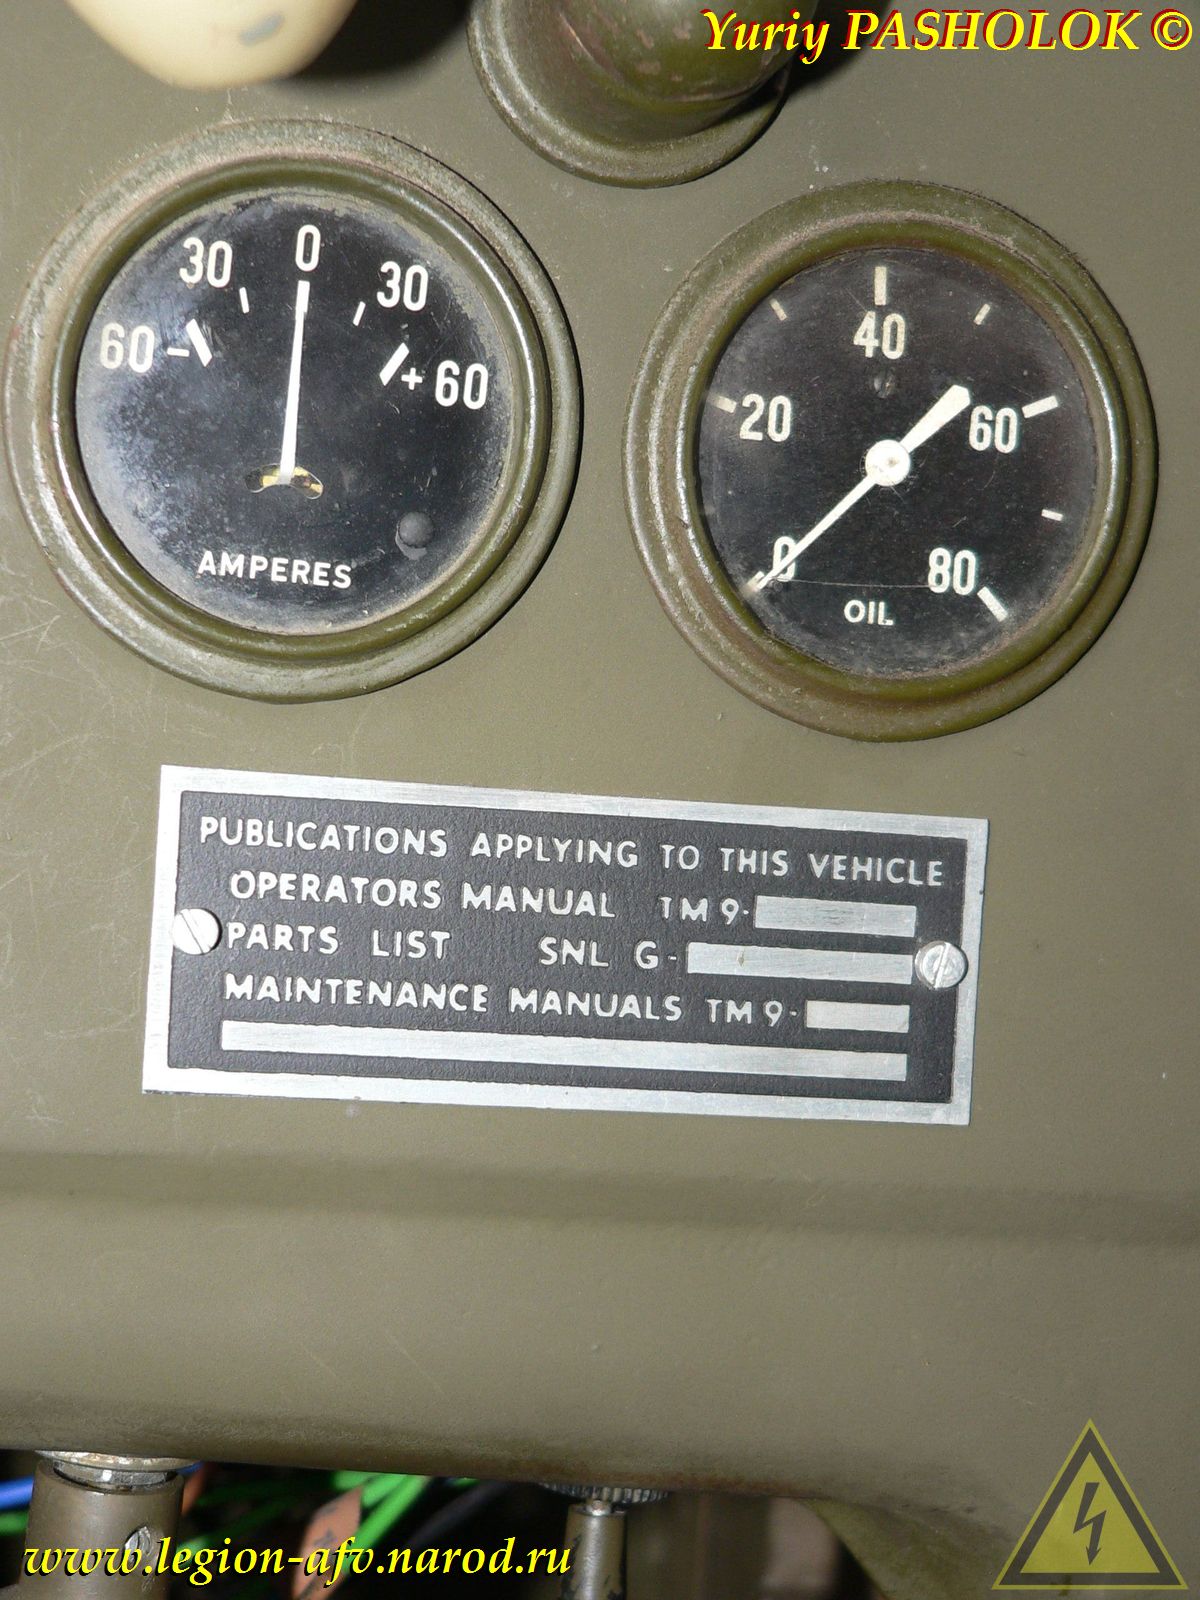 Yuriy PASHOLOK ©
60 - 30 0 30 + 60
AMPERES
0 20 40 60 80
OIL
PUBLICATIONS APPLYING TO THIS VEHICLE
OPERATORS MANUAL TM 9-
PARTS LIST SNL G-
MAINTENANCE MANUALS TM 9-
www.legion-afv.narod.ru